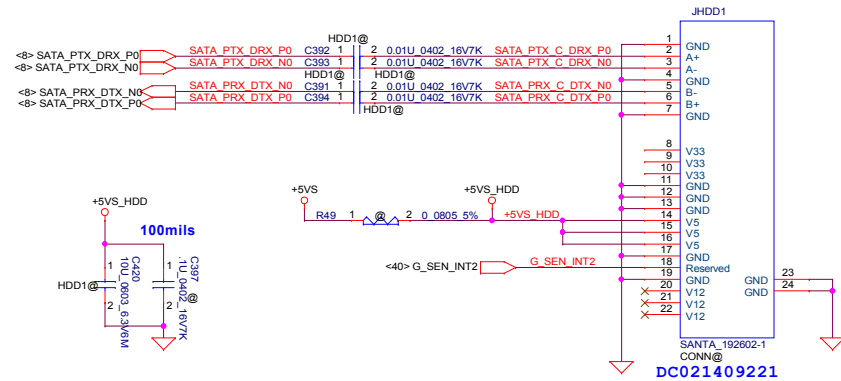 JHDD1
1 GND
<8> SATA_PTX_DRX_P0 SATA_PTX_DRX_P0 C392 1 HDD1@ 2 0.01U_0402_16V7K SATA_PTX_C_DRX_P0 2 A+
<8> SATA_PTX_DRX_N0 SATA_PTX_DRX_N0 C393 1 2 0.01U_0402_16V7K SATA_PTX_C_DRX_N0 3 A-
HDD1@ HDD1@ 4 GND
<8> SATA_PRX_DTX_N0 SATA_PRX_DTX_N0 C391 1 2 0.01U_0402_16V7K SATA_PRX_C_DTX_N0 5 B-
<8> SATA_PRX_DTX_P0 SATA_PRX_DTX_P0 C394 1 2 0.01U_0402_16V7K SATA_PRX_C_DTX_P0 6 B+
HDD1@ 7 GND
8 V33
9 V33
10 V33
11 GND
12 GND
13 GND
+5VS +5VS_HDD
R49 1 @ 2 0_0805_5% +5VS_HDD 14 V5
15 V5
16 V5
17 GND
<40> G_SEN_INT2 G_SEN_INT2 18 Reserved
19 GND
20 V12
21 V12
22 V12
GND 23
GND 24
SANTA_192602-1
CONN@
DC021409221
+5VS_HDD
100mils
HDD1@ 1 2 C420 10U_0603_6.3V6M
1 2 @ C397 .1U_0402_16V7K